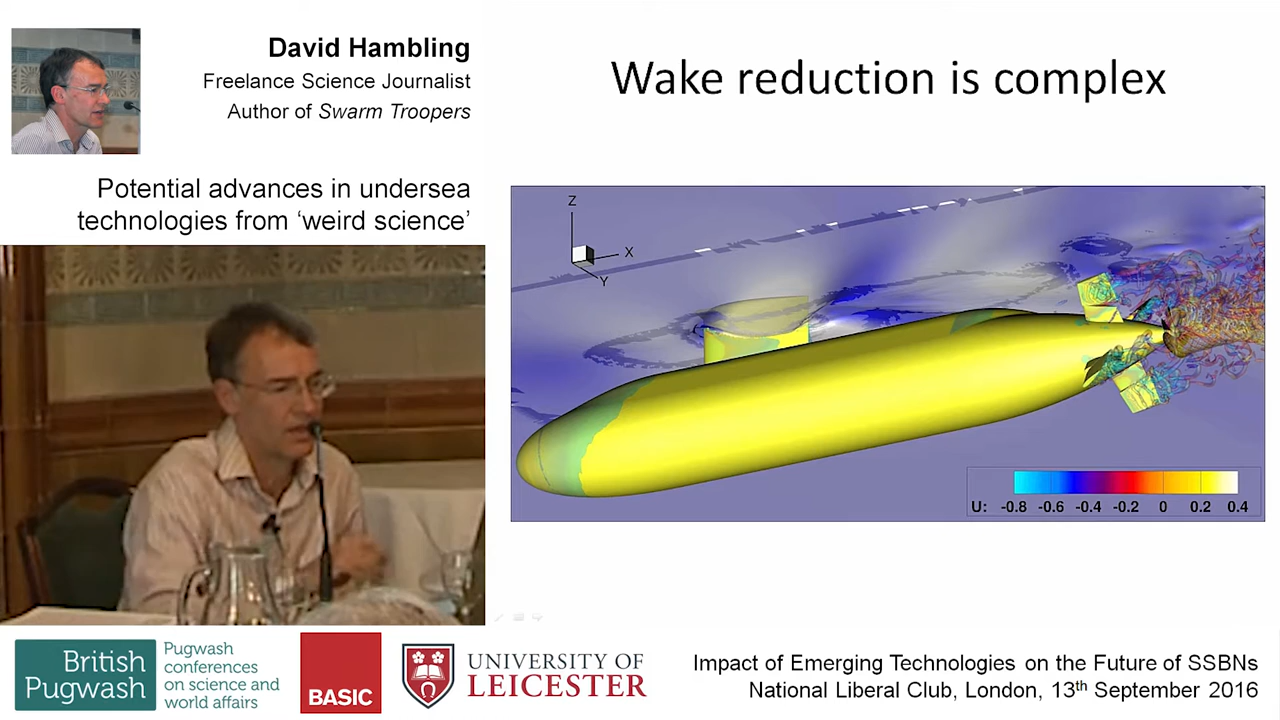 David Hambling
Freelance Science Journalist
Author of Swarm Troopers
Potential advances in undersea
technologies from ‘weird science’
Wake reduction is complex
Z
X
Y
U: -0.8 -0.6 -0.4 -0.2 0 0.2 0.4
British
Pugwash
Pugwash
conferences
on science and
world affairs
BASIC
UNIVERSITY OF
LEICESTER
Impact of Emerging Technologies on the Future of SSBNs
National Liberal Club, London, 13th September 2016